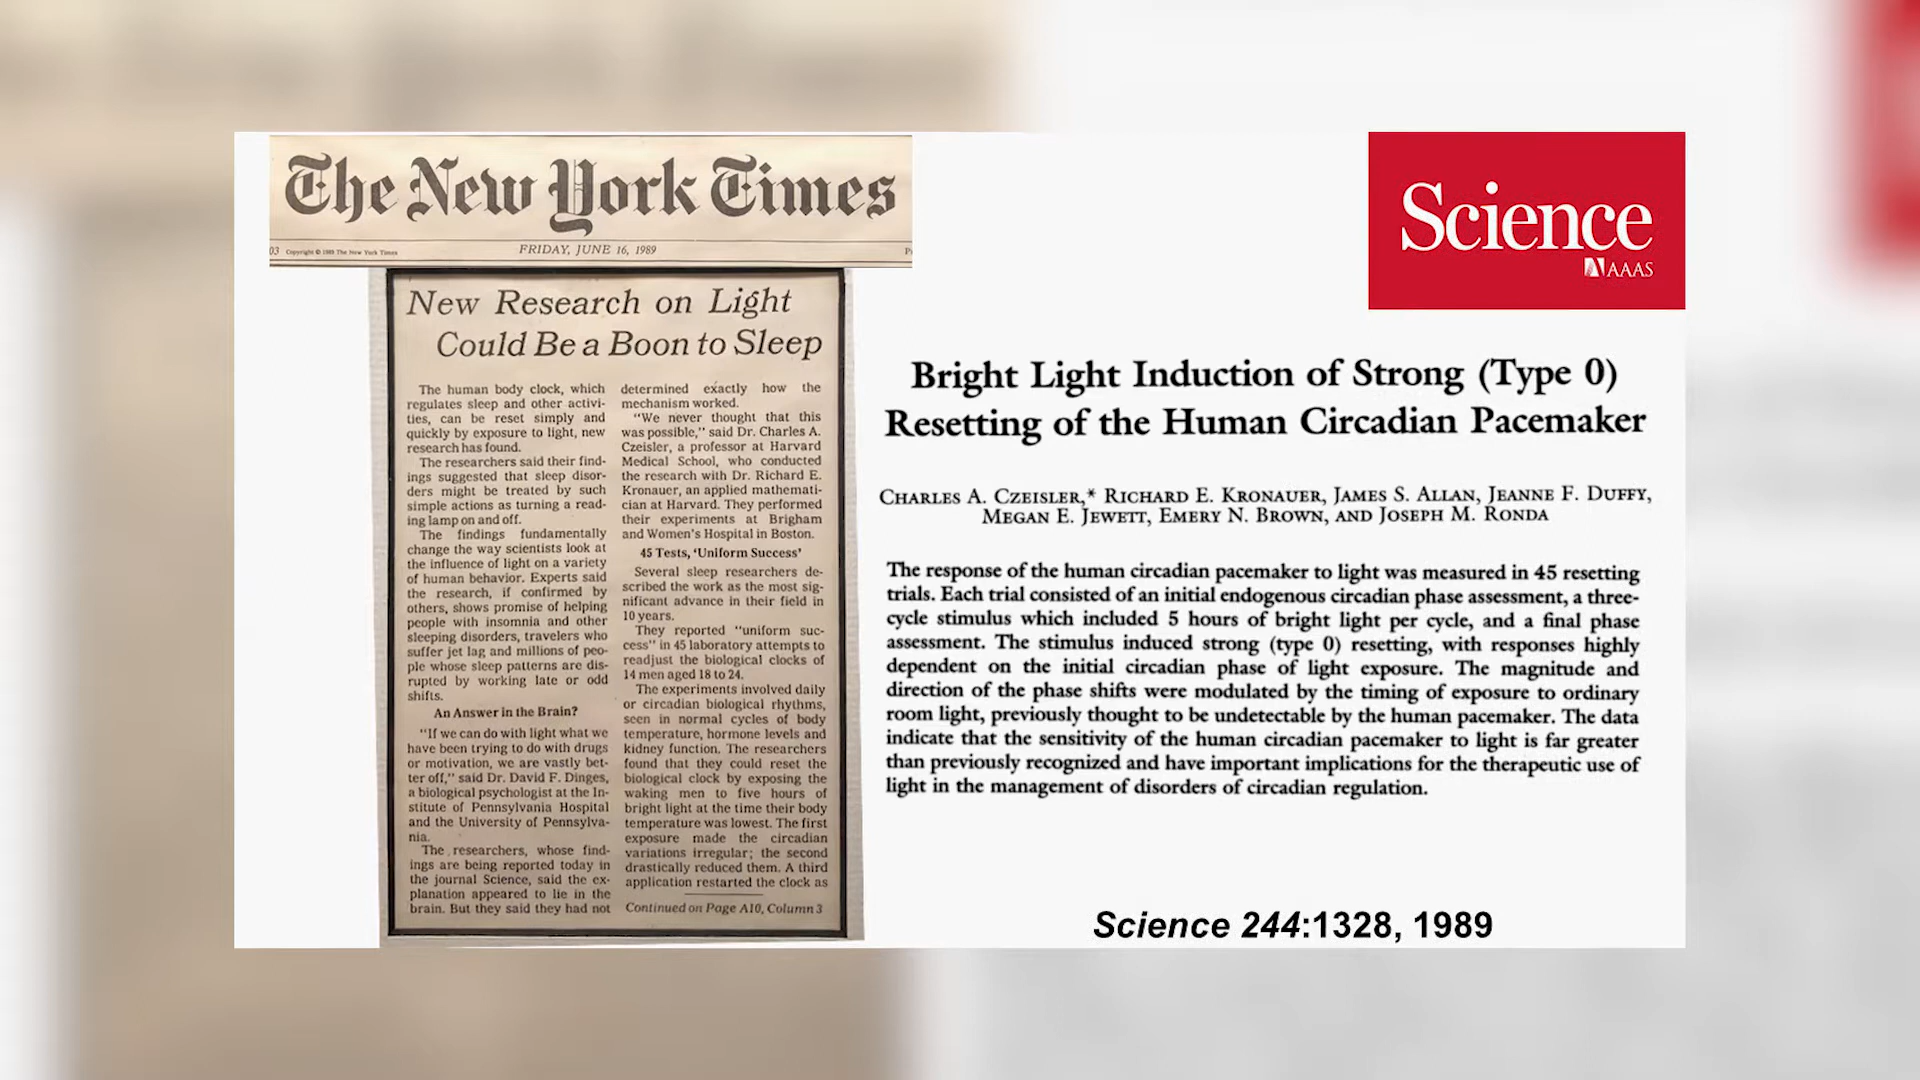 The New York Times
03 Copyright © 1989 The New York Times
FRIDAY, JUNE 16, 1989
New Research on Light
Could Be a Boon to Sleep
The human body clock, which
regulates sleep and other activi-
ties, can be reset simply and
quickly by exposure to light, new
research has found.
The researchers said their find-
ings suggested that sleep disor-
ders might be treated by such
simple actions as turning a read-
ing lamp on and off.
The findings fundamentally
change the way scientists look at
the influence of light on a variety
of human behavior. Experts said
the research, if confirmed by
others, shows promise of helping
people with insomnia and other
sleeping disorders, travelers who
suffer jet lag and millions of peo-
ple whose sleep patterns are dis-
rupted by working late or odd
shifts.
An Answer in the Brain?
"If we can do with light what we
have been trying to do with drugs
or motivation, we are vastly bet-
ter off," said Dr. David F. Dinges,
a biological psychologist at the In-
stitute of Pennsylvania Hospital
and the University of Pennsylva-
nia.
The researchers, whose find-
ings are being reported today in
the journal Science, said the ex-
planation appeared to lie in the
brain. But they said they had not
determined exactly how the
mechanism worked.
"We never thought that this
was possible," said Dr. Charles A.
Czeisler, a professor at Harvard
Medical School, who conducted
the research with Dr. Richard E.
Kronauer, an applied mathemati-
cian at Harvard. They performed
their experiments at Brigham
and Women's Hospital in Boston.
45 Tests, 'Uniform Success'
Several sleep researchers de-
scribed the work as the most sig-
nificant advance in their field in
10 years.
They reported "uniform suc-
cess" in 45 laboratory attempts to
readjust the biological clocks of
14 men aged 18 to 24.
The experiments involved daily
or circadian biological rhythms,
seen in normal cycles of body
temperature, hormone levels and
kidney function. The researchers
found that they could reset the
biological clock by exposing the
waking men to five hours of
bright light at the time their body
temperature was lowest. The first
exposure made the circadian
variations irregular; the second
drastically reduced them. A third
application restarted the clock as
Continued on Page A10, Column 3
Science
AAAS
Bright Light Induction of Strong (Type 0)
Resetting of the Human Circadian Pacemaker
CHARLES A. CZEISLER,* RICHARD E. KRONAUER, JAMES S. ALLAN, JEANNE F. DUFFY,
MEGAN E. JEWETT, EMERY N. BROWN, AND JOSEPH M. RONDA
The response of the human circadian pacemaker to light was measured in 45 resetting
trials. Each trial consisted of an initial endogenous circadian phase assessment, a three-
cycle stimulus which included 5 hours of bright light per cycle, and a final phase
assessment. The stimulus induced strong (type 0) resetting, with responses highly
dependent on the initial circadian phase of light exposure. The magnitude and
direction of the phase shifts were modulated by the timing of exposure to ordinary
room light, previously thought to be undetectable by the human pacemaker. The data
indicate that the sensitivity of the human circadian pacemaker to light is far greater
than previously recognized and have important implications for the therapeutic use of
light in the management of disorders of circadian regulation.
Science 244:1328, 1989